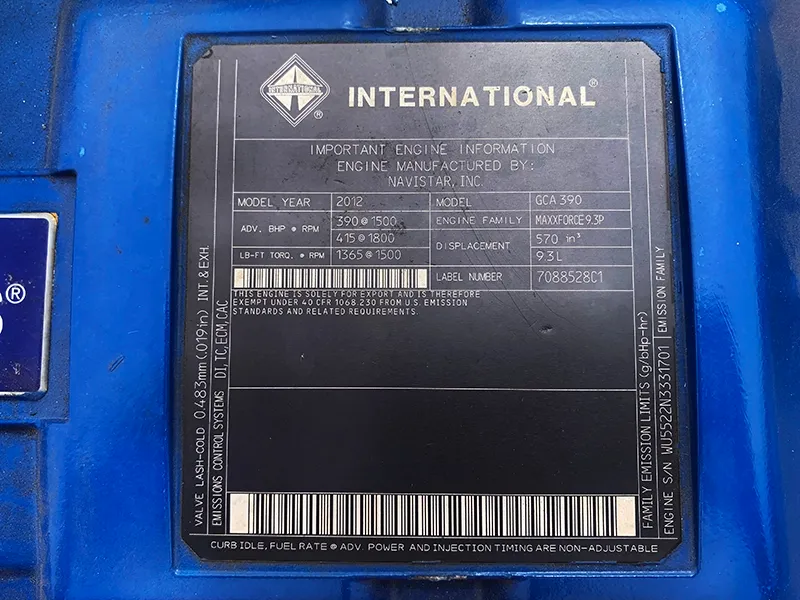 INTERNATIONAL
®
INTERNATIONAL®
IMPORTANT ENGINE INFORMATION
ENGINE MANUFACTURED BY:
NAVISTAR, INC.
MODEL YEAR 2012 MODEL GCA 390
ADV. BHP @ RPM 390 @ 1500 ENGINE FAMILY MAXXFORCE9.3P
415 @ 1800 DISPLACEMENT 570 in³
LB-FT TORQ. @ RPM 1365 @ 1500 9.3L
LABEL NUMBER 7088528C1
THIS ENGINE IS SOLELY FOR EXPORT AND IS THEREFORE
EXEMPT UNDER 40 CFR 1068.230 FROM U.S. EMISSION
STANDARDS AND RELATED REQUIREMENTS.
VALVE LASH-COLD 0.483mm(.019in) INT.& EXH.
EMISSIONS CONTROL SYSTEMS DI,TC,ECM,CAC
FAMILY EMISSION LIMITS (g/bHp-hr)
ENGINE S/N WU5522N3331701 EMISSION FAMILY
CURB IDLE, FUEL RATE @ ADV. POWER AND INJECTION TIMING ARE NON-ADJUSTABLE
®